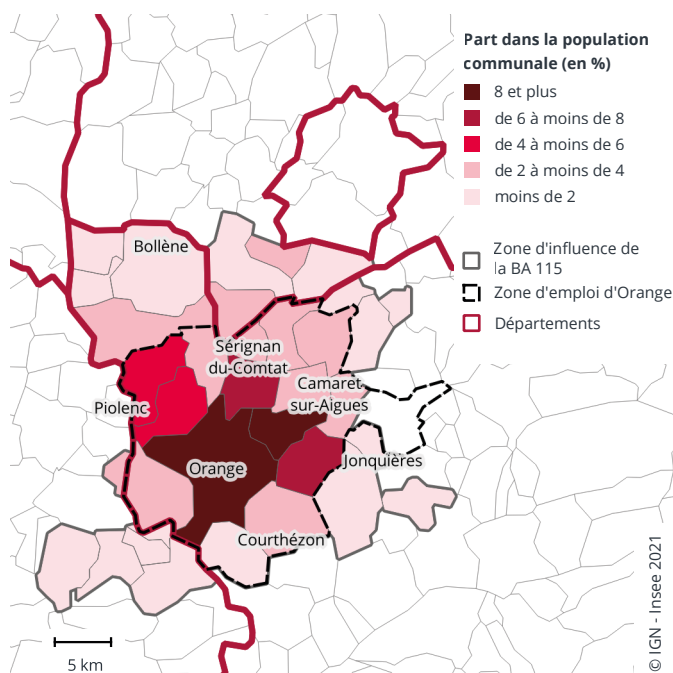 Part dans la population
communale (en %)
8 et plus
de 6 à moins de 8
de 4 à moins de 6
de 2 à moins de 4
moins de 2
Zone d'influence de
la BA 115
Zone d'emploi d'Orange
Départements
Bollène
Sérignan
du-Comtat
Camaret
sur-Aigues
Piolenc
Orange
Jonquières
Courthézon
5 km
© IGN - Insee 2021